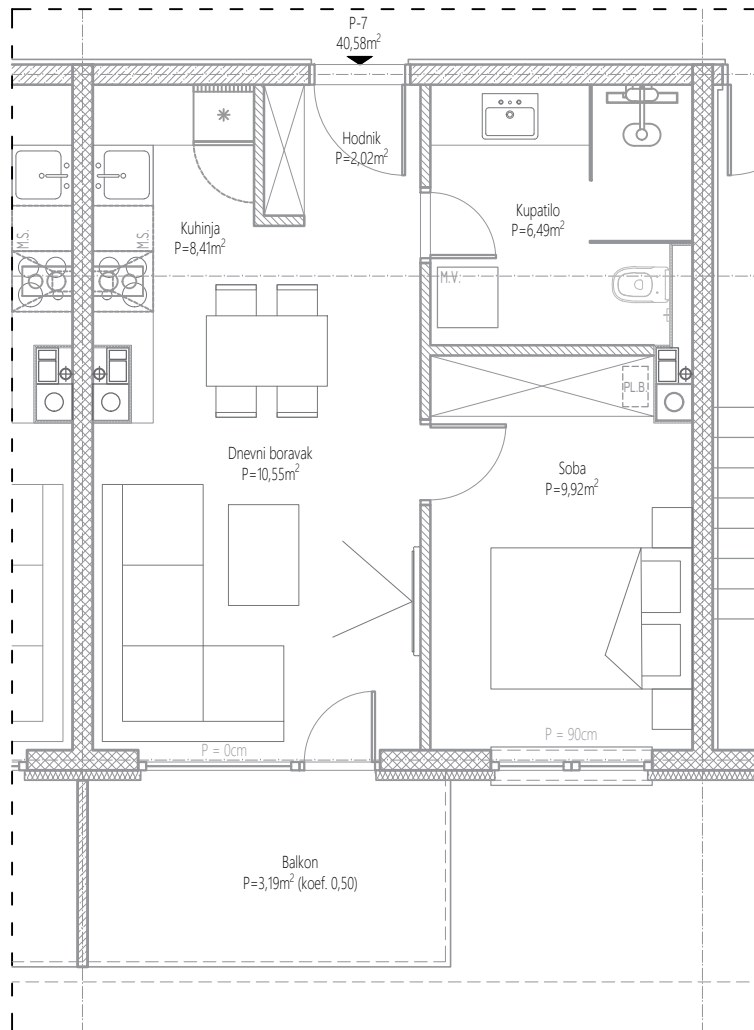 P-7
40,58m²
Hodnik
P=2,02m²
Kuhinja
P=8,41m²
Kupatilo
P=6,49m²
M.S.
M.S.
M.V.
PL.B.
Dnevni boravak
P=10,55m²
Soba
P=9,92m²
P = 0cm
P = 90cm
Balkon
P=3,19m² (koef. 0,50)